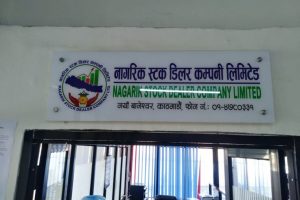 नागरिक स्टक डिलर कम्पनी लिमिटेड
NAGARIK STOCK DEALER COMPANY LIMITED
नयाँ बानेश्वर, काठमाडौं, फोन नं.: